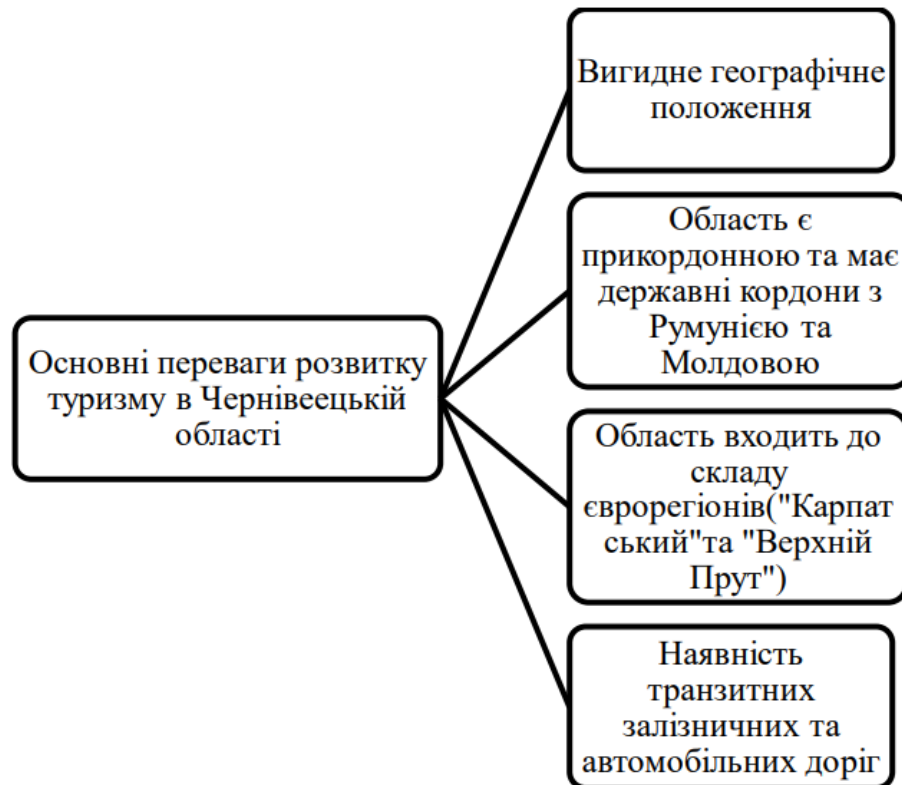 Основні переваги розвитку
туризму в Чернівеецькій
області
Вигидне географічне
положення
Область є
прикордонною та має
державні кордони з
Румунією та
Молдовою
Область входить до
складу
єврорегіонів("Карпат
ський"та "Верхній
Прут")
Наявність
транзитних
залізничних та
автомобільних доріг